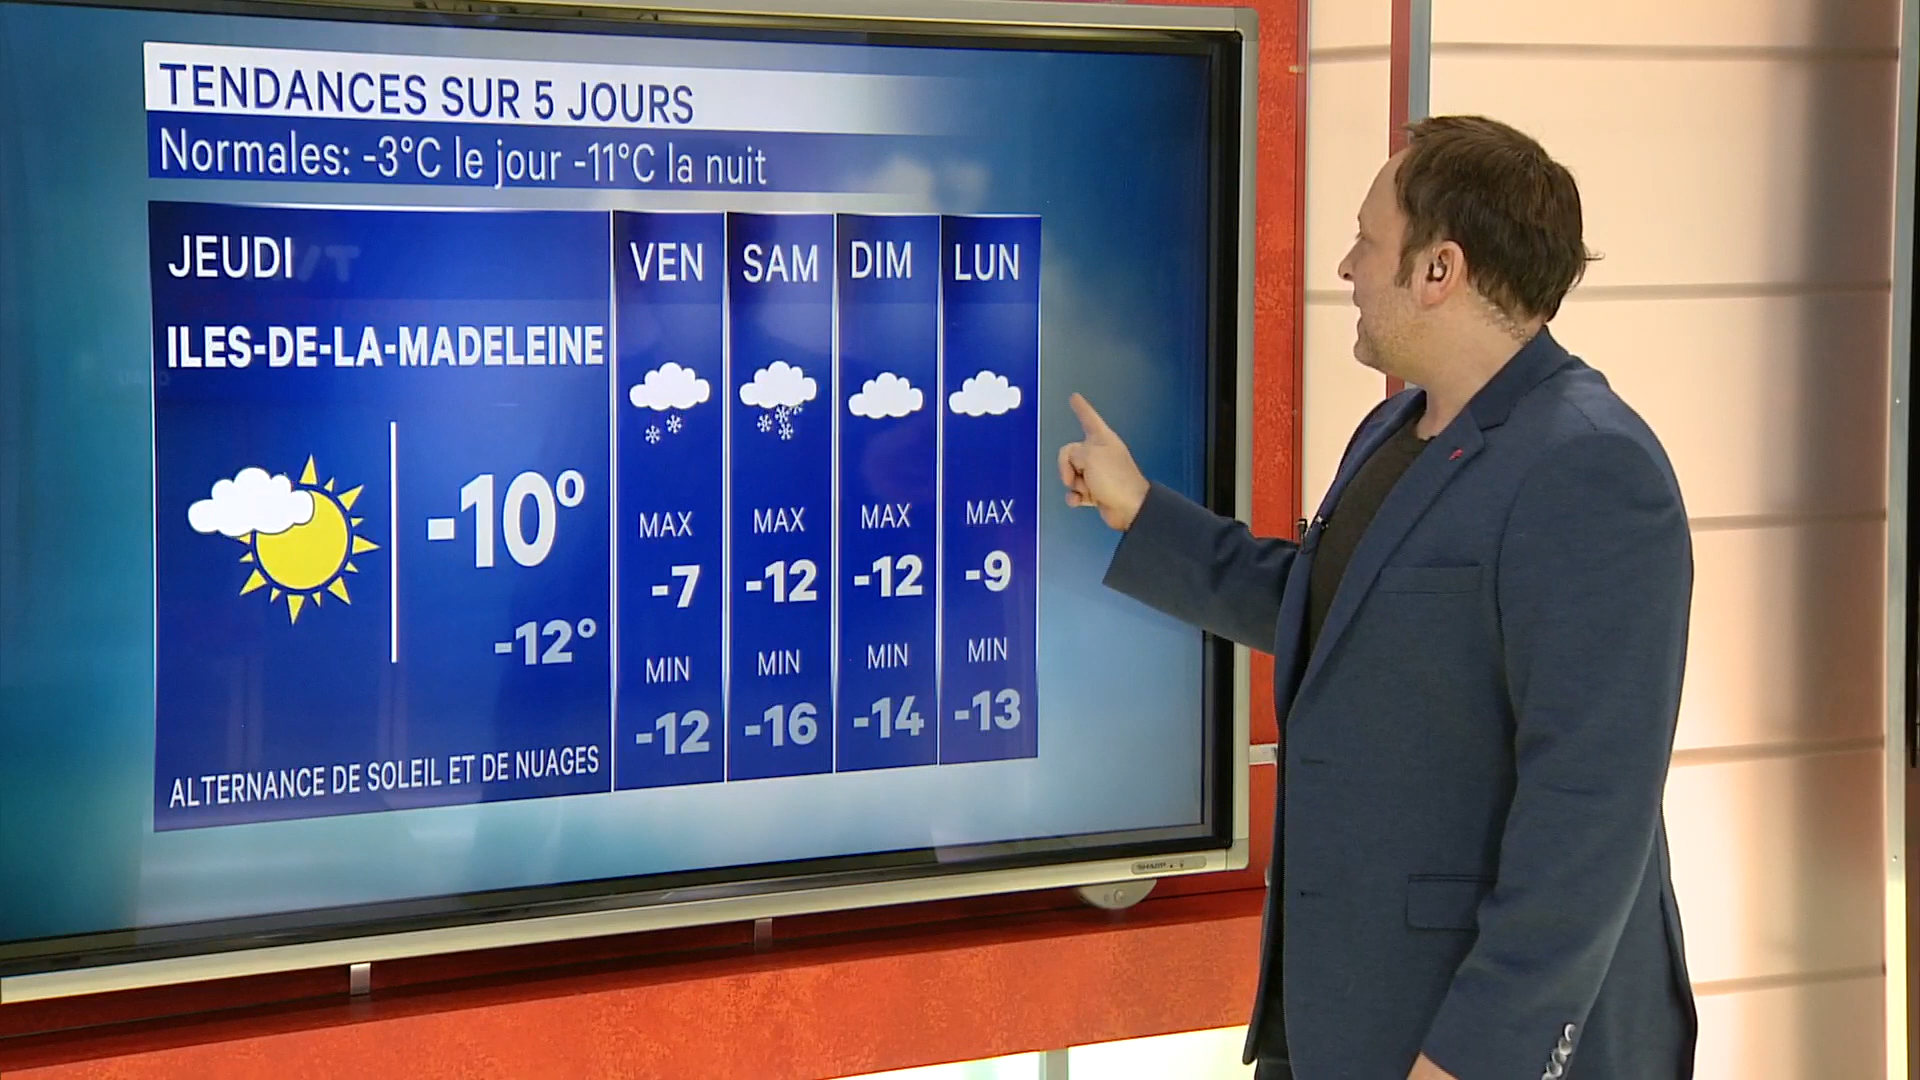 TENDANCES SUR 5 JOURS
Normales: -3°C le jour -11°C la nuit
JEUDI
ILES-DE-LA-MADELEINE
-10°
-12°
ALTERNANCE DE SOLEIL ET DE NUAGES
VEN SAM DIM LUN
MAX MAX MAX MAX
-7 -12 -12 -9
MIN MIN MIN MIN
-12 -16 -14 -13